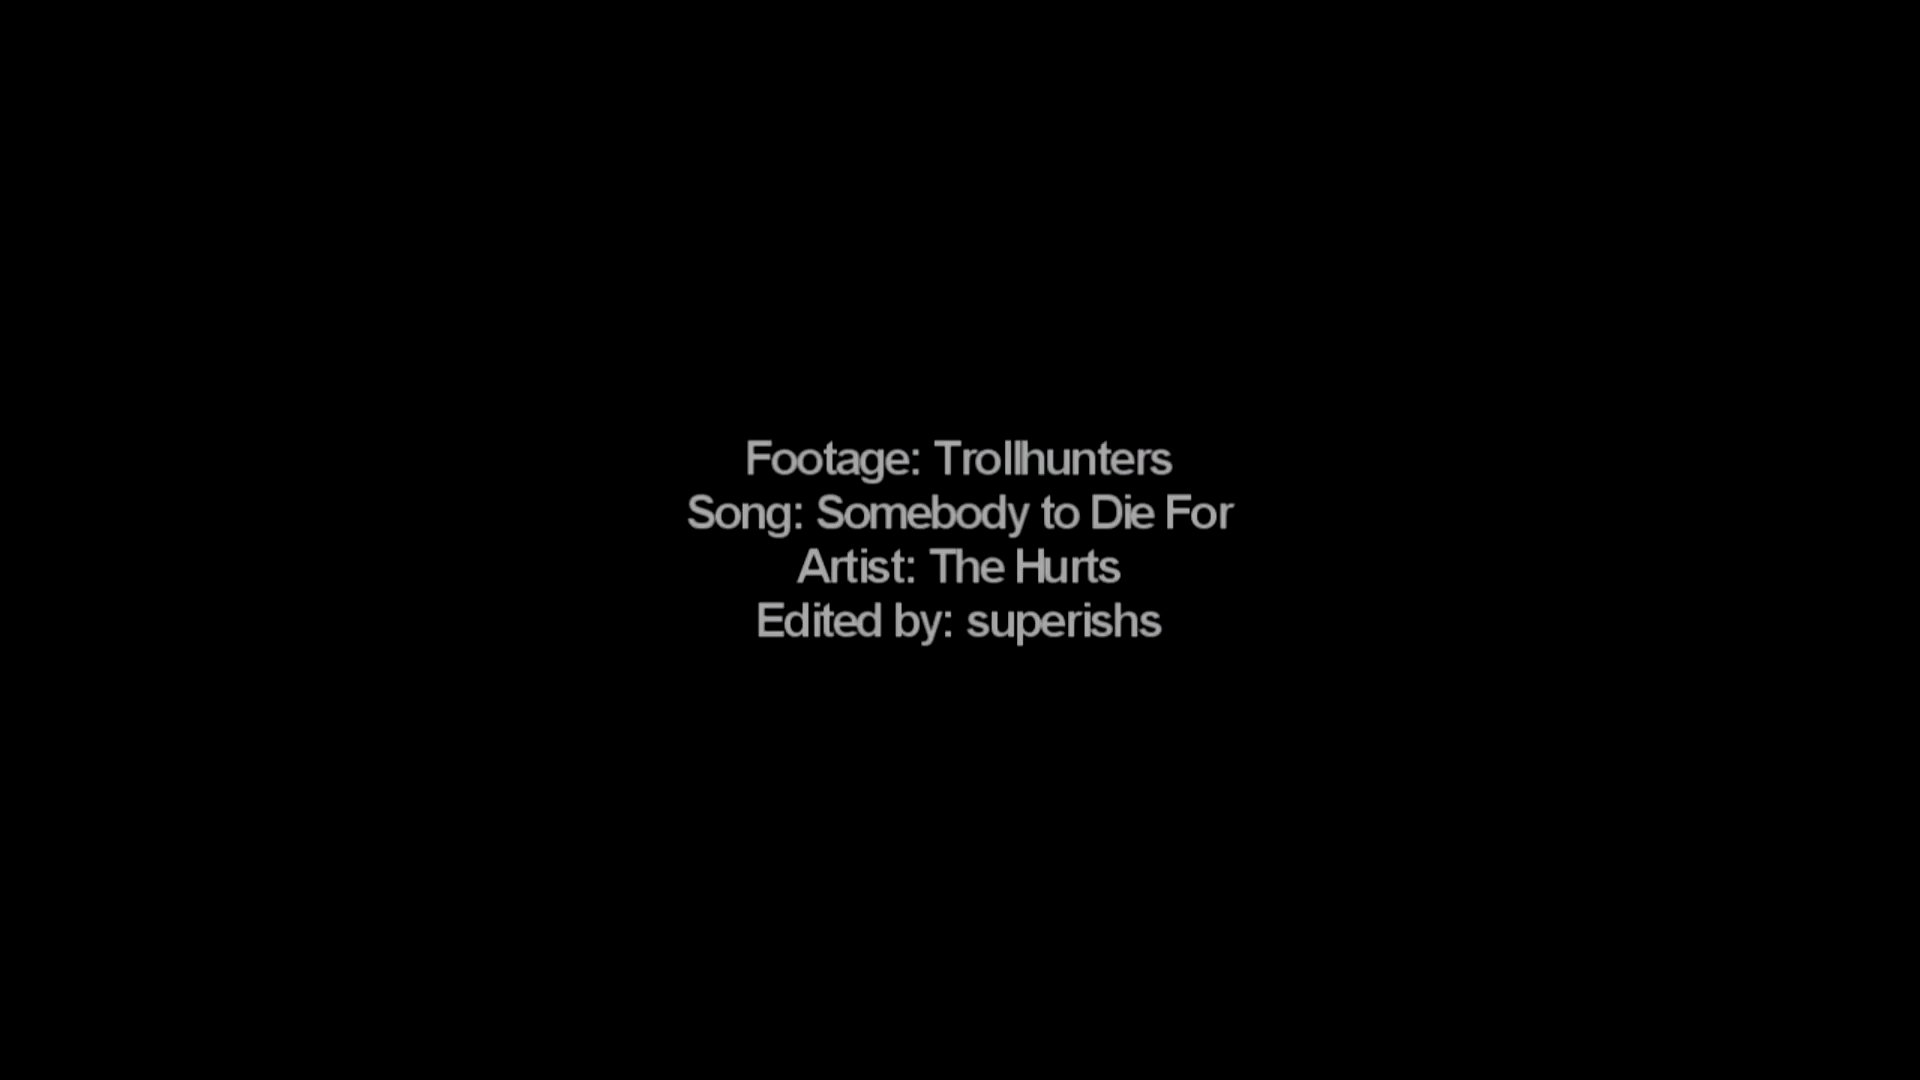 Footage: Trollhunters
Song: Somebody to Die For
Artist: The Hurts
Edited by: superishs